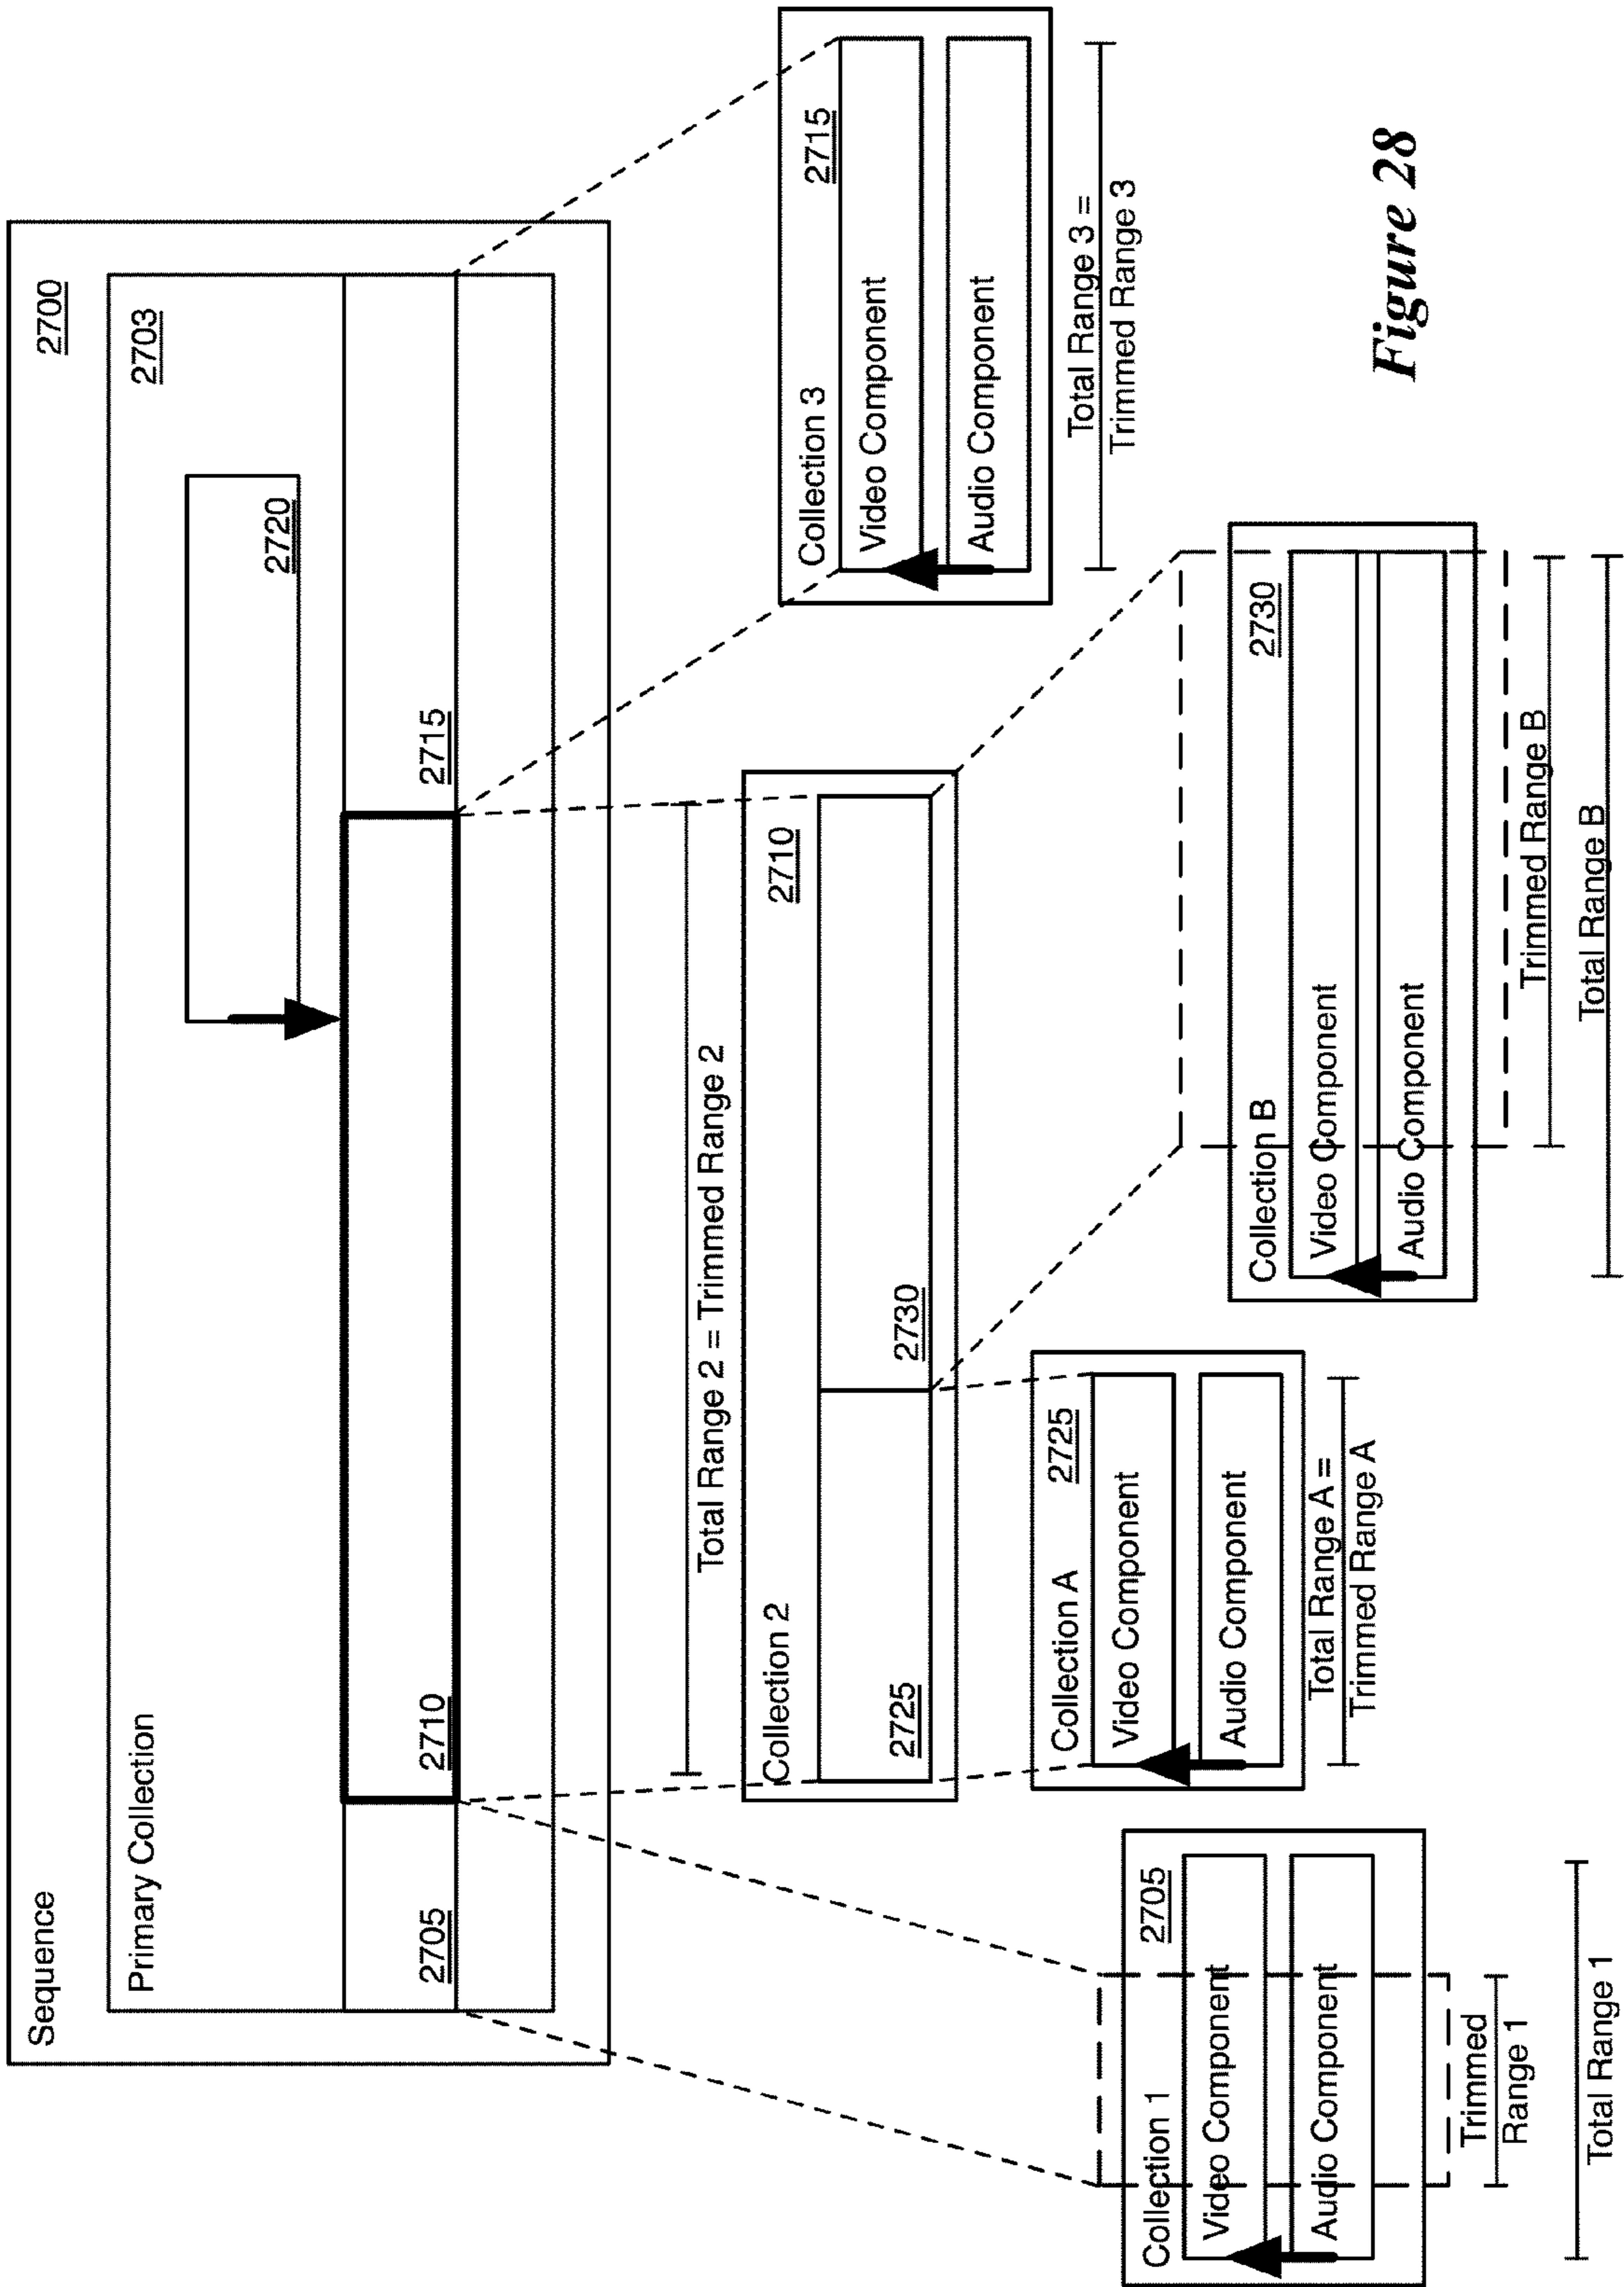 Sequence
2700
Primary Collection
2703
2720
2705
2710
2715
Total Range 2 = Trimmed Range 2
Collection 2
2710
2725
2730
Collection 3
2715
Video Component
Audio Component
Total Range 3 =
Trimmed Range 3
Collection A
2725
Video Component
Audio Component
Total Range A =
Trimmed Range A
Collection 1
2705
Video Component
Audio Component
Trimmed
Range 1
Total Range 1
Collection B
2730
Video Component
Audio Component
Trimmed Range B
Total Range B
Figure 28